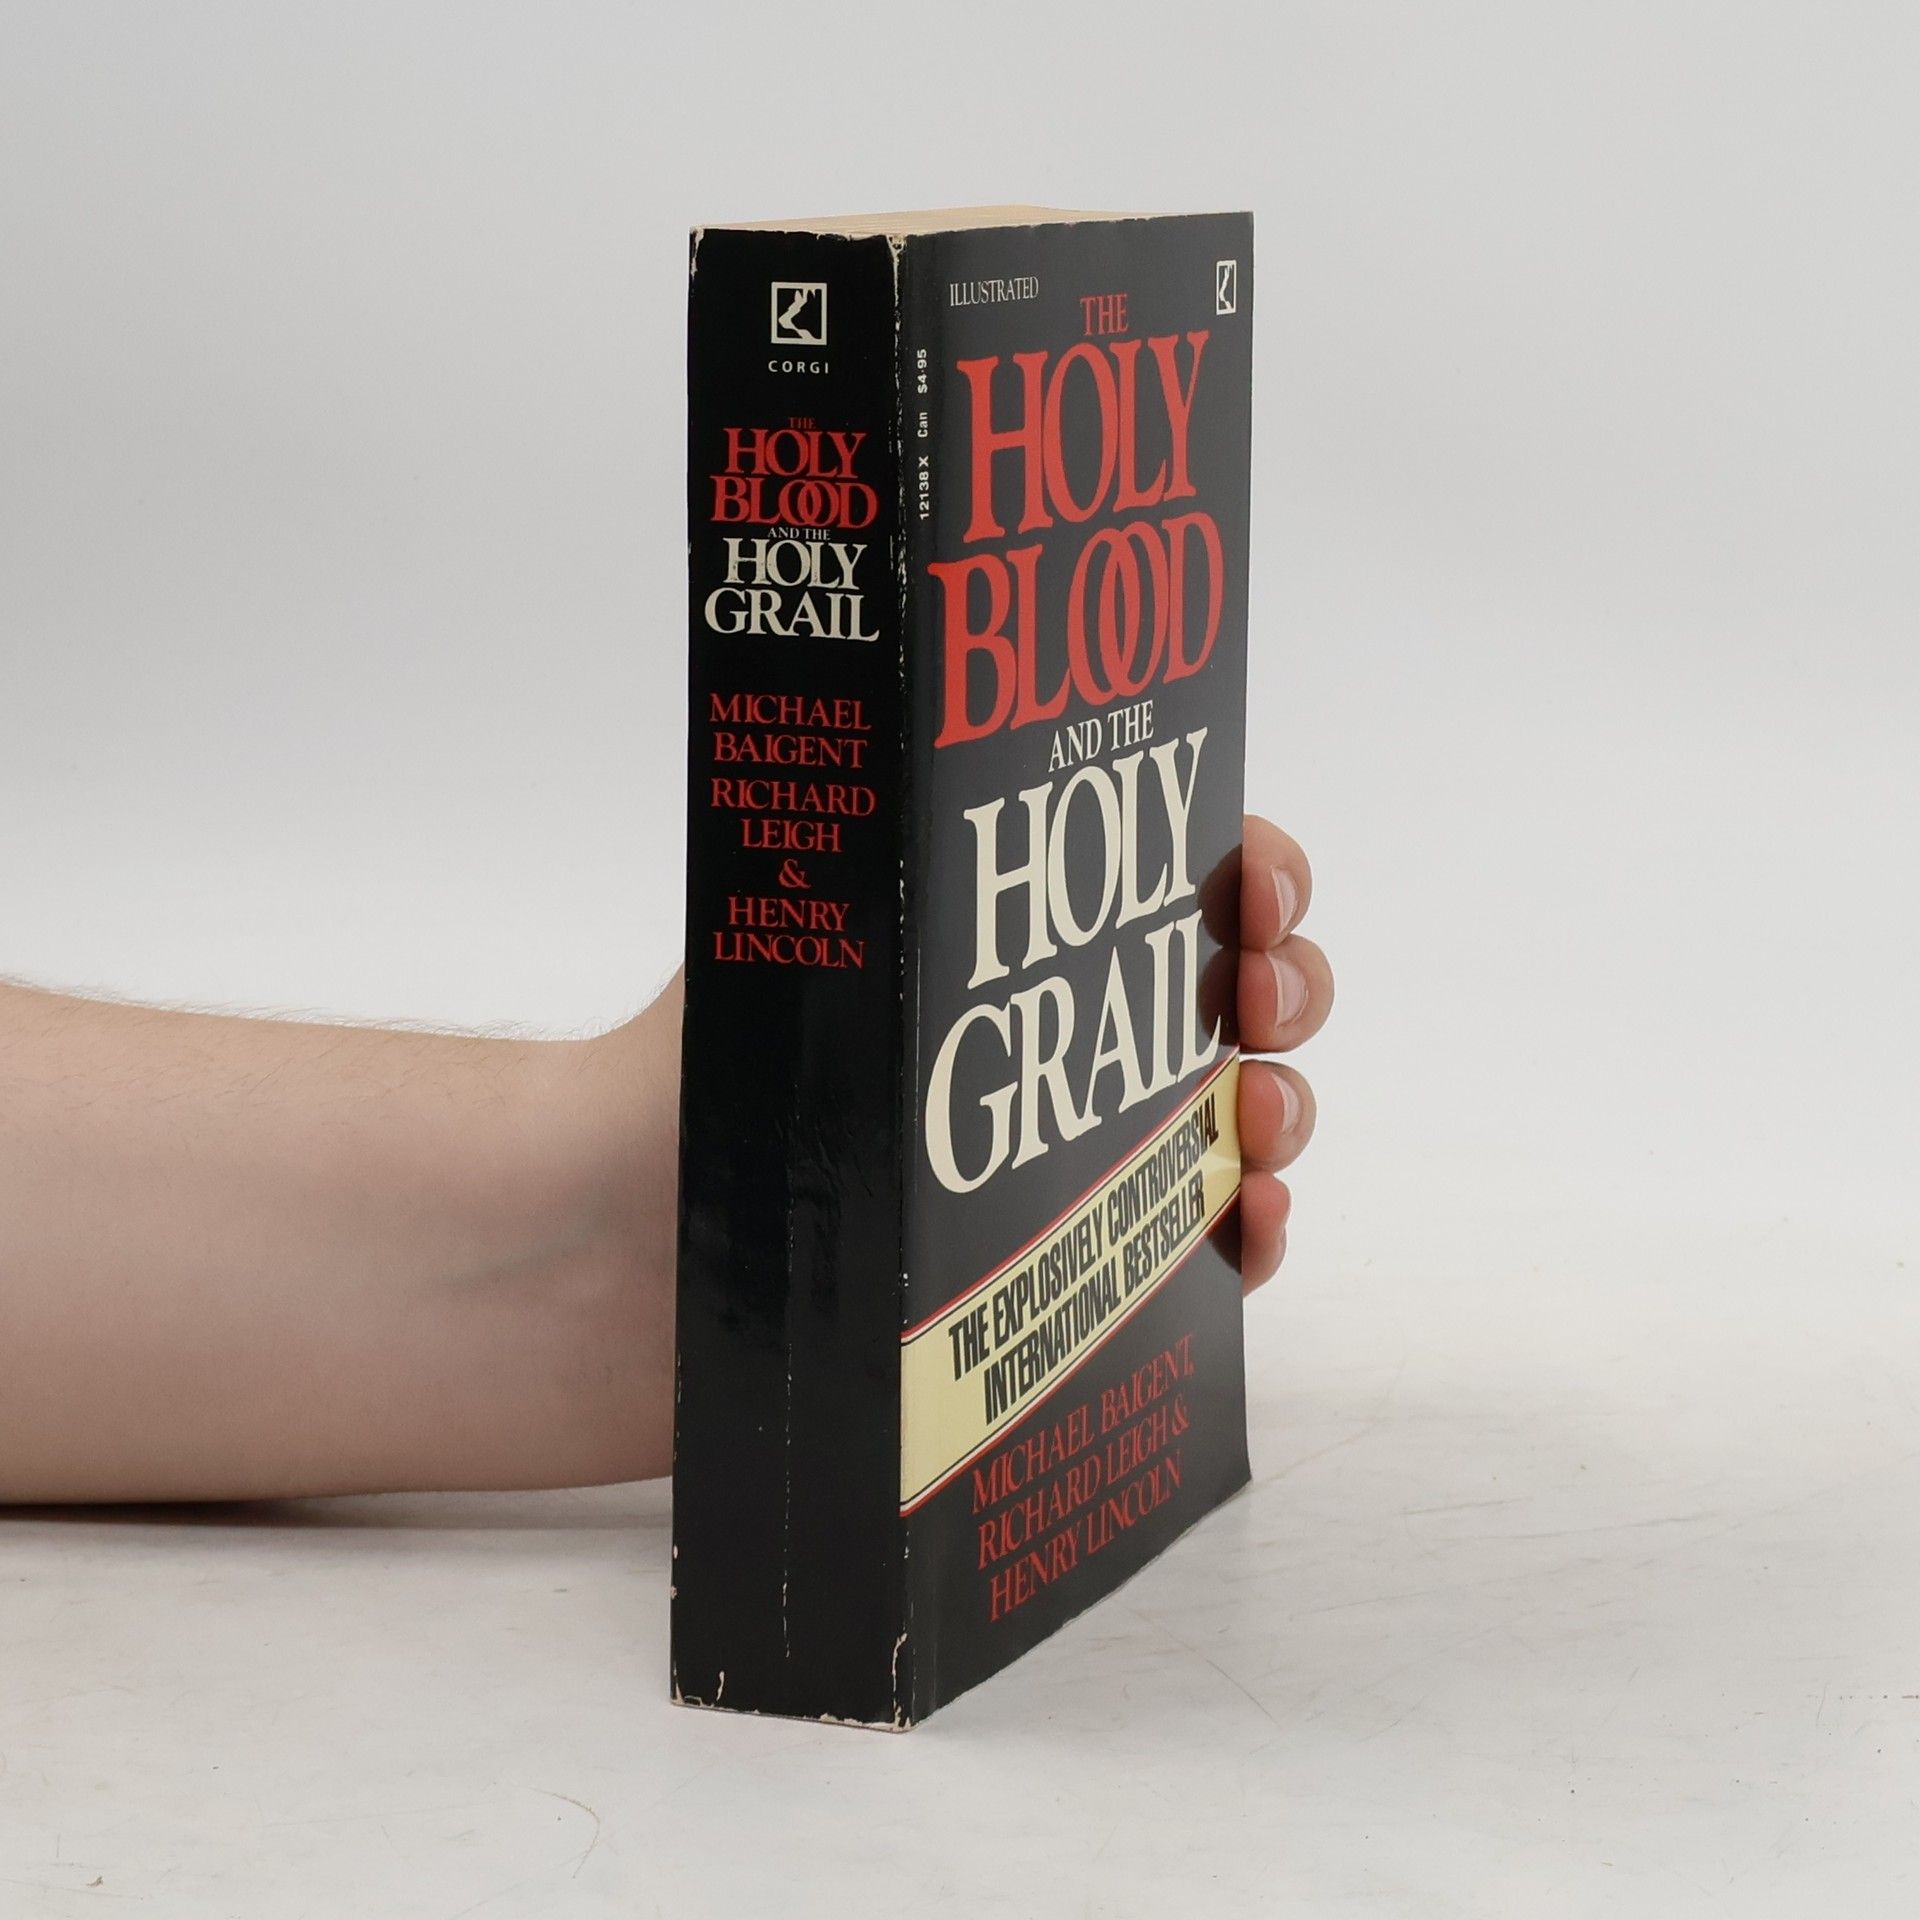 CORGI
THE
HOLY
BLOOD
AND THE
HOLY
GRAIL
MICHAEL
BAIGENT
RICHARD
LEIGH
&
HENRY
LINCOLN
ILLUSTRATED
12138 X Can $4·95
THE
HOLY
BLOOD
AND THE
HOLY
GRAIL
THE EXPLOSIVELY CONTROVERSIAL
INTERNATIONAL BESTSELLER
MICHAEL BAIGENT,
RICHARD LEIGH &
HENRY LINCOLN